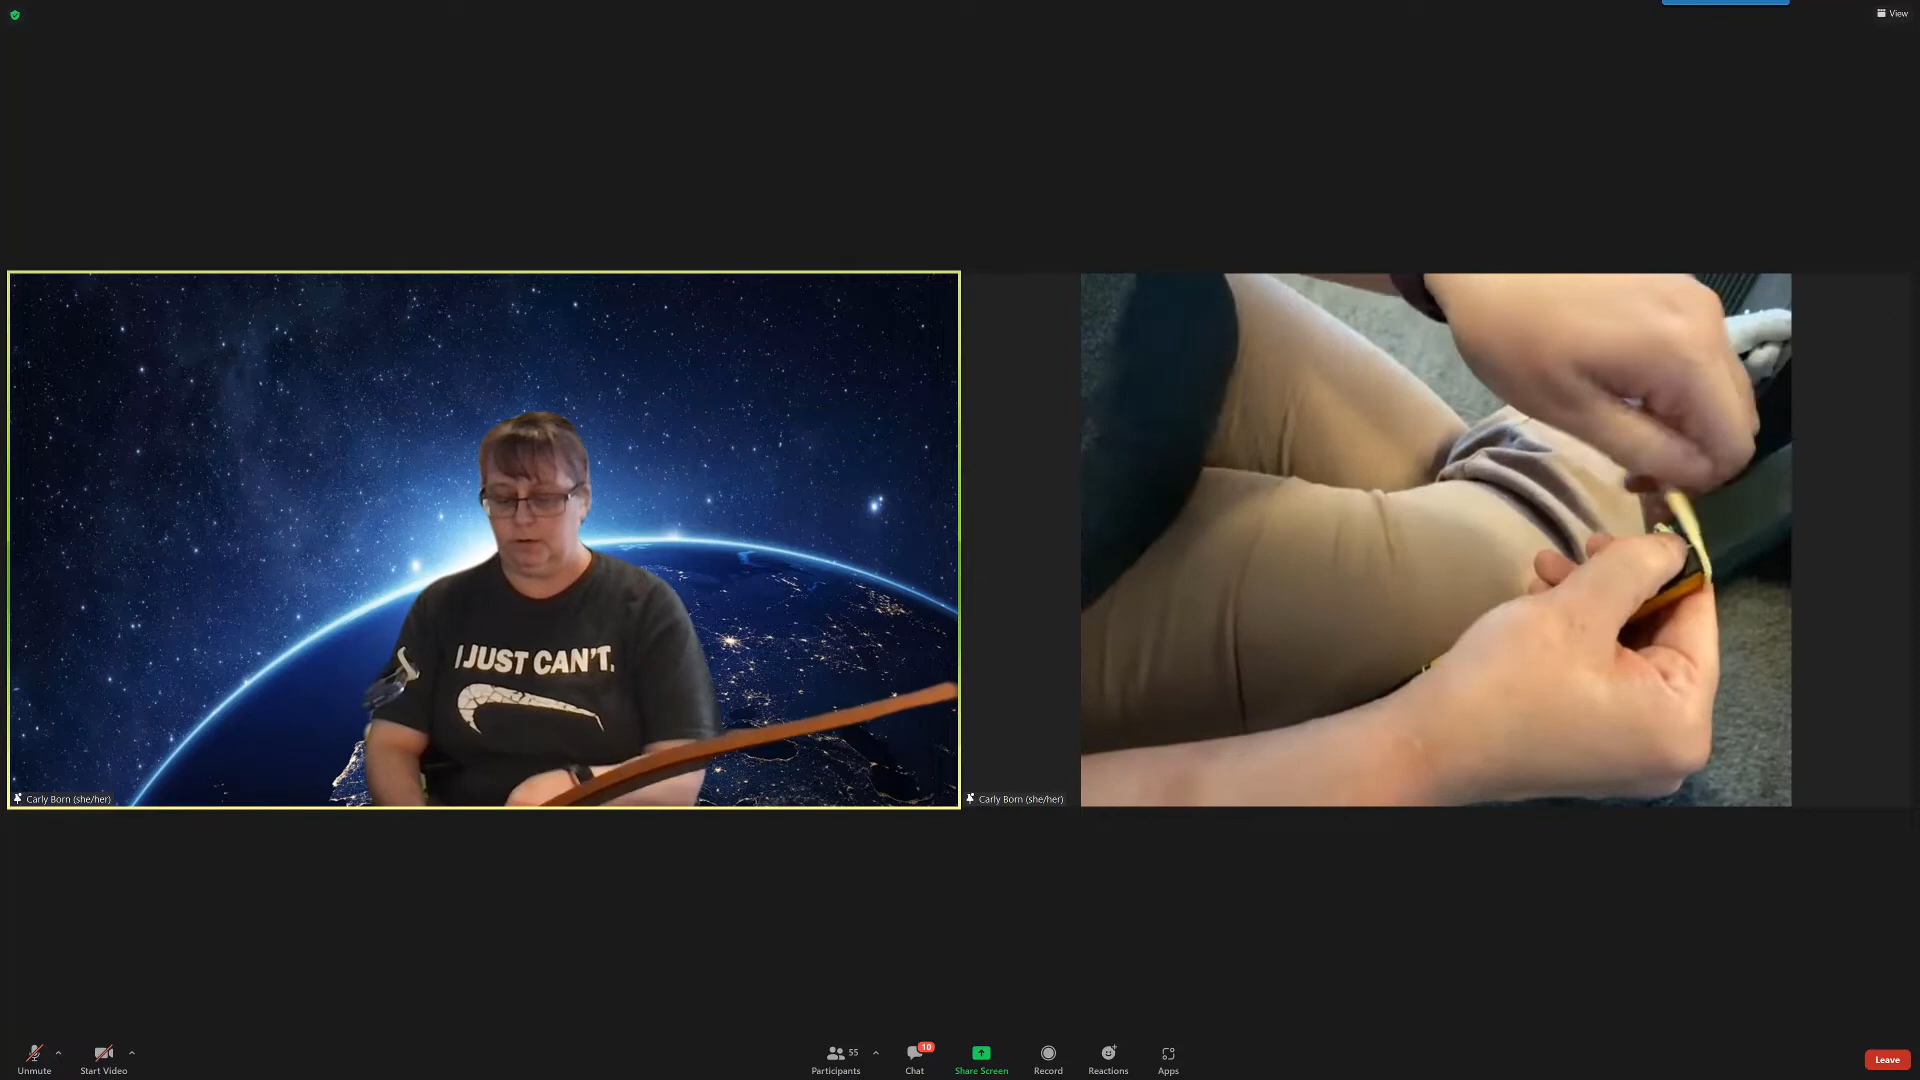 View
I JUST CAN'T.
Carly Born (she/her)
Carly Born (she/her)
Unmute
Start Video
55
Participants
10
Chat
Share Screen
Record
Reactions
Apps
Leave